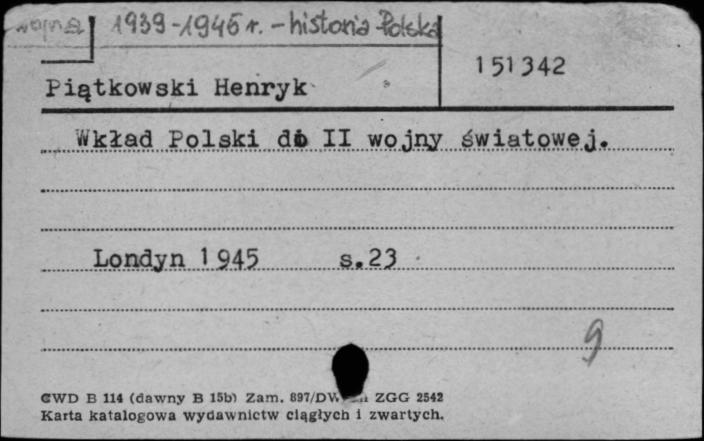 wojna 1939-1945 r. - historia Polska
151342
Piątkowski Henryk
Wkład Polski do II wojny światowej.
Londyn 1945 s.23
9
CWD B 114 (dawny B 15b) Zam. 897/DW ZGG 2542
Karta katalogowa wydawnictw ciągłych i zwartych.